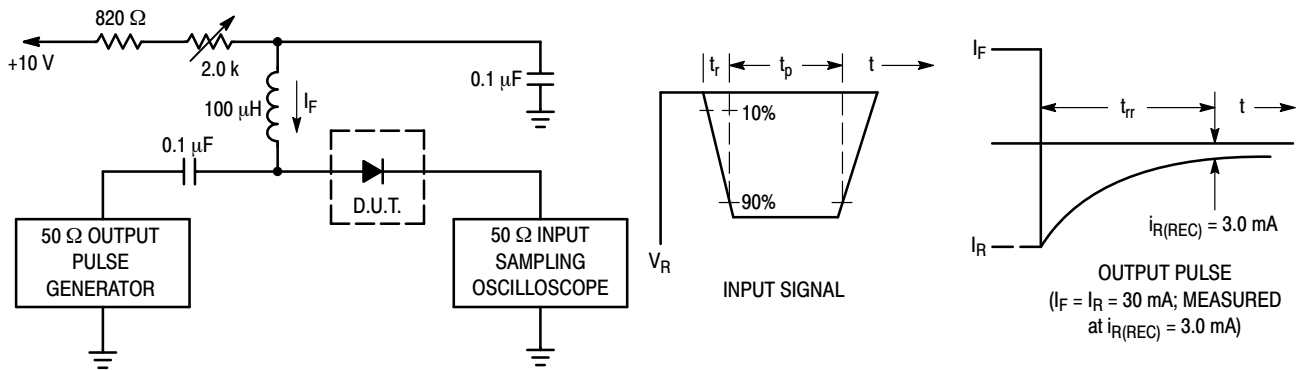 820 Ω
+10 V
2.0 k
100 μH
I_F
0.1 μF
0.1 μF
D.U.T.
50 Ω OUTPUT
PULSE
GENERATOR
50 Ω INPUT
SAMPLING
OSCILLOSCOPE
t_r
t_p
t
10%
90%
V_R
INPUT SIGNAL
I_F
t_rr
t
i_R(REC) = 3.0 mA
I_R
OUTPUT PULSE
(I_F = I_R = 30 mA; MEASURED
at i_R(REC) = 3.0 mA)